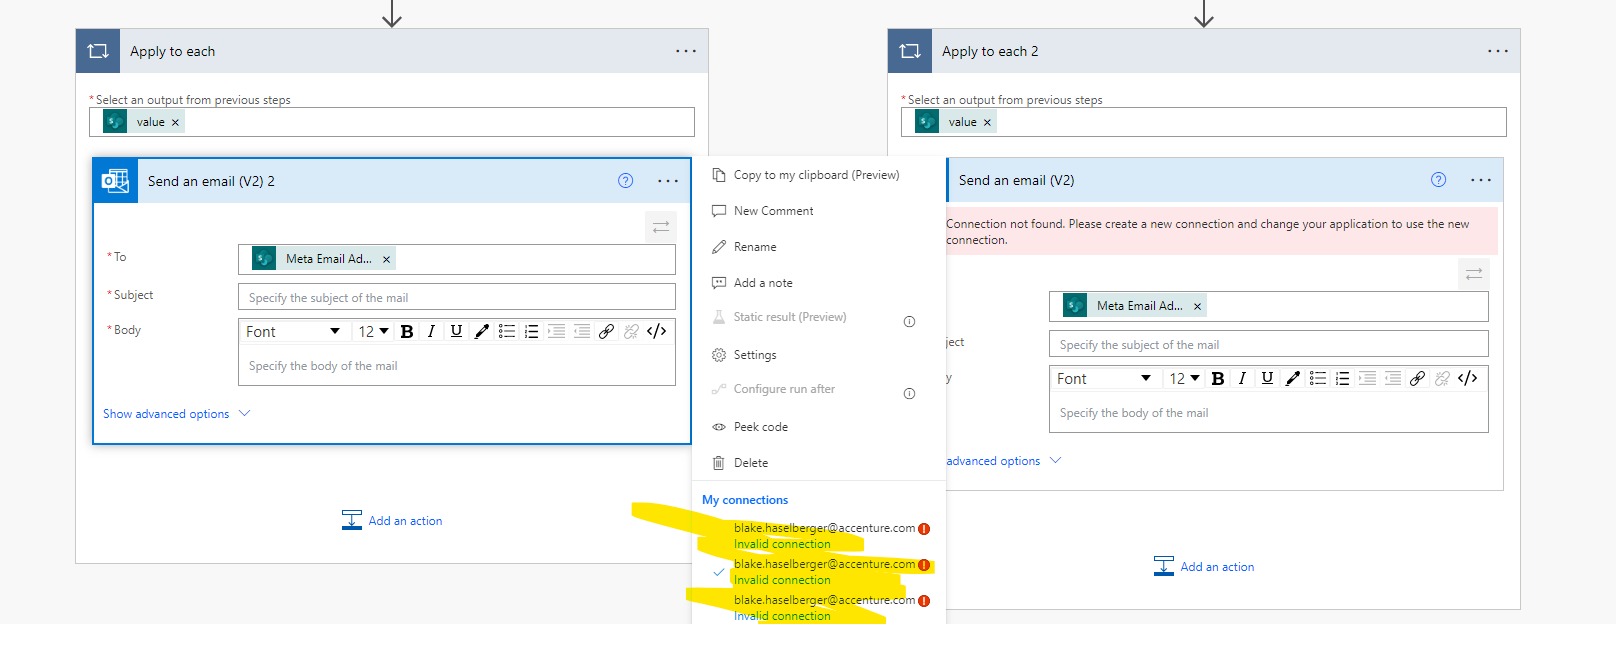 Apply to each
* Select an output from previous steps
value ×
Send an email (V2) 2
* To
Meta Email Ad... ×
* Subject
Specify the subject of the mail
* Body
Font 12 B I U </>
Specify the body of the mail
Show advanced options
Add an action
Copy to my clipboard (Preview)
New Comment
Rename
Add a note
Static result (Preview)
Settings
Configure run after
Peek code
Delete
My connections
blake.haselberger@accenture.com
Invalid connection
blake.haselberger@accenture.com
Invalid connection
blake.haselberger@accenture.com
Invalid connection
Apply to each 2
* Select an output from previous steps
value ×
Send an email (V2)
Connection not found. Please create a new connection and change your application to use the new
connection.
Meta Email Ad... ×
ject
Specify the subject of the mail
y
Font 12 B I U </>
Specify the body of the mail
advanced options
Add an action